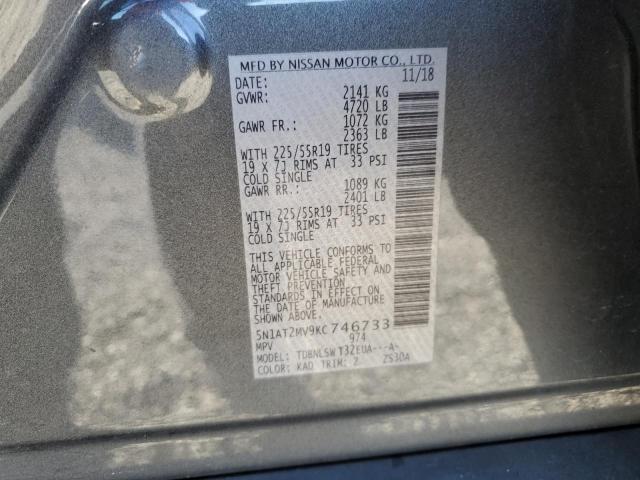 MFD BY NISSAN MOTOR CO., LTD.
DATE: 11/18
GVWR: 2141 KG
4720 LB
GAWR FR.: 1072 KG
2363 LB
WITH 225/55R19 TIRES
19 X 7J RIMS AT 33 PSI
COLD SINGLE
GAWR RR.: 1089 KG
2401 LB
WITH 225/55R19 TIRES
19 X 7J RIMS AT 33 PSI
COLD SINGLE
THIS VEHICLE CONFORMS TO
ALL APPLICABLE FEDERAL
MOTOR VEHICLE SAFETY AND
THEFT PREVENTION
STANDARDS IN EFFECT ON
THE DATE OF MANUFACTURE
SHOWN ABOVE.
5N1AT2MV9KC746733
MPV 974
MODEL: TDBNLSWT32EUA---A-
COLOR: KAD TRIM: Z ZS30A